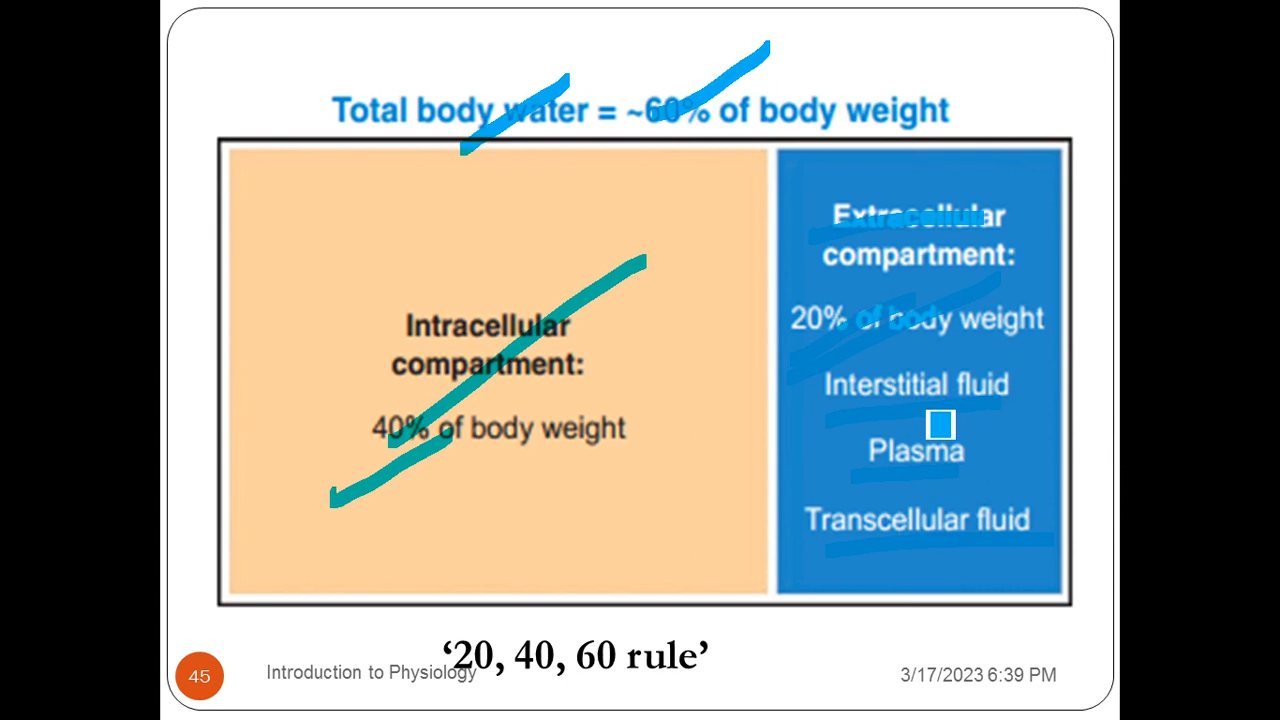 Total body water = ~60% of body weight
Intracellular
compartment:
40% of body weight
Extracellular
compartment:
20% of body weight
Interstitial fluid
Plasma
Transcellular fluid
‘20, 40, 60 rule’
45
Introduction to Physiology
3/17/2023 6:39 PM